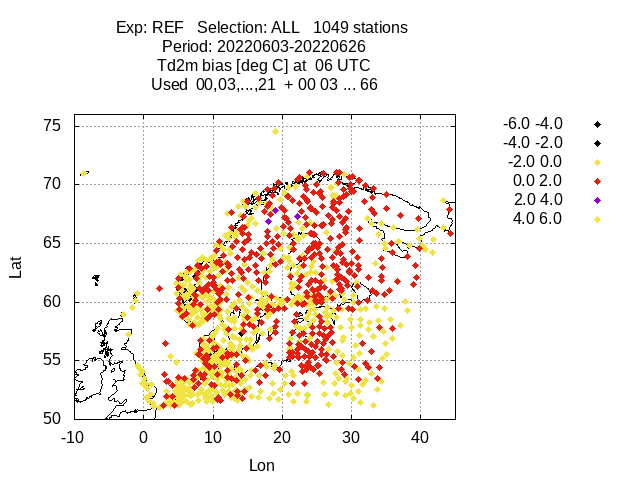 Exp: REF   Selection: ALL   1049 stations
Period: 20220603-20220626
Td2m bias [deg C] at  06 UTC
Used  00,03,...,21  + 00 03 ... 66
-6.0 -4.0
-4.0 -2.0
-2.0 0.0
0.0 2.0
2.0 4.0
4.0 6.0
75
70
65
60
55
50
Lat
-10 0 10 20 30 40
Lon